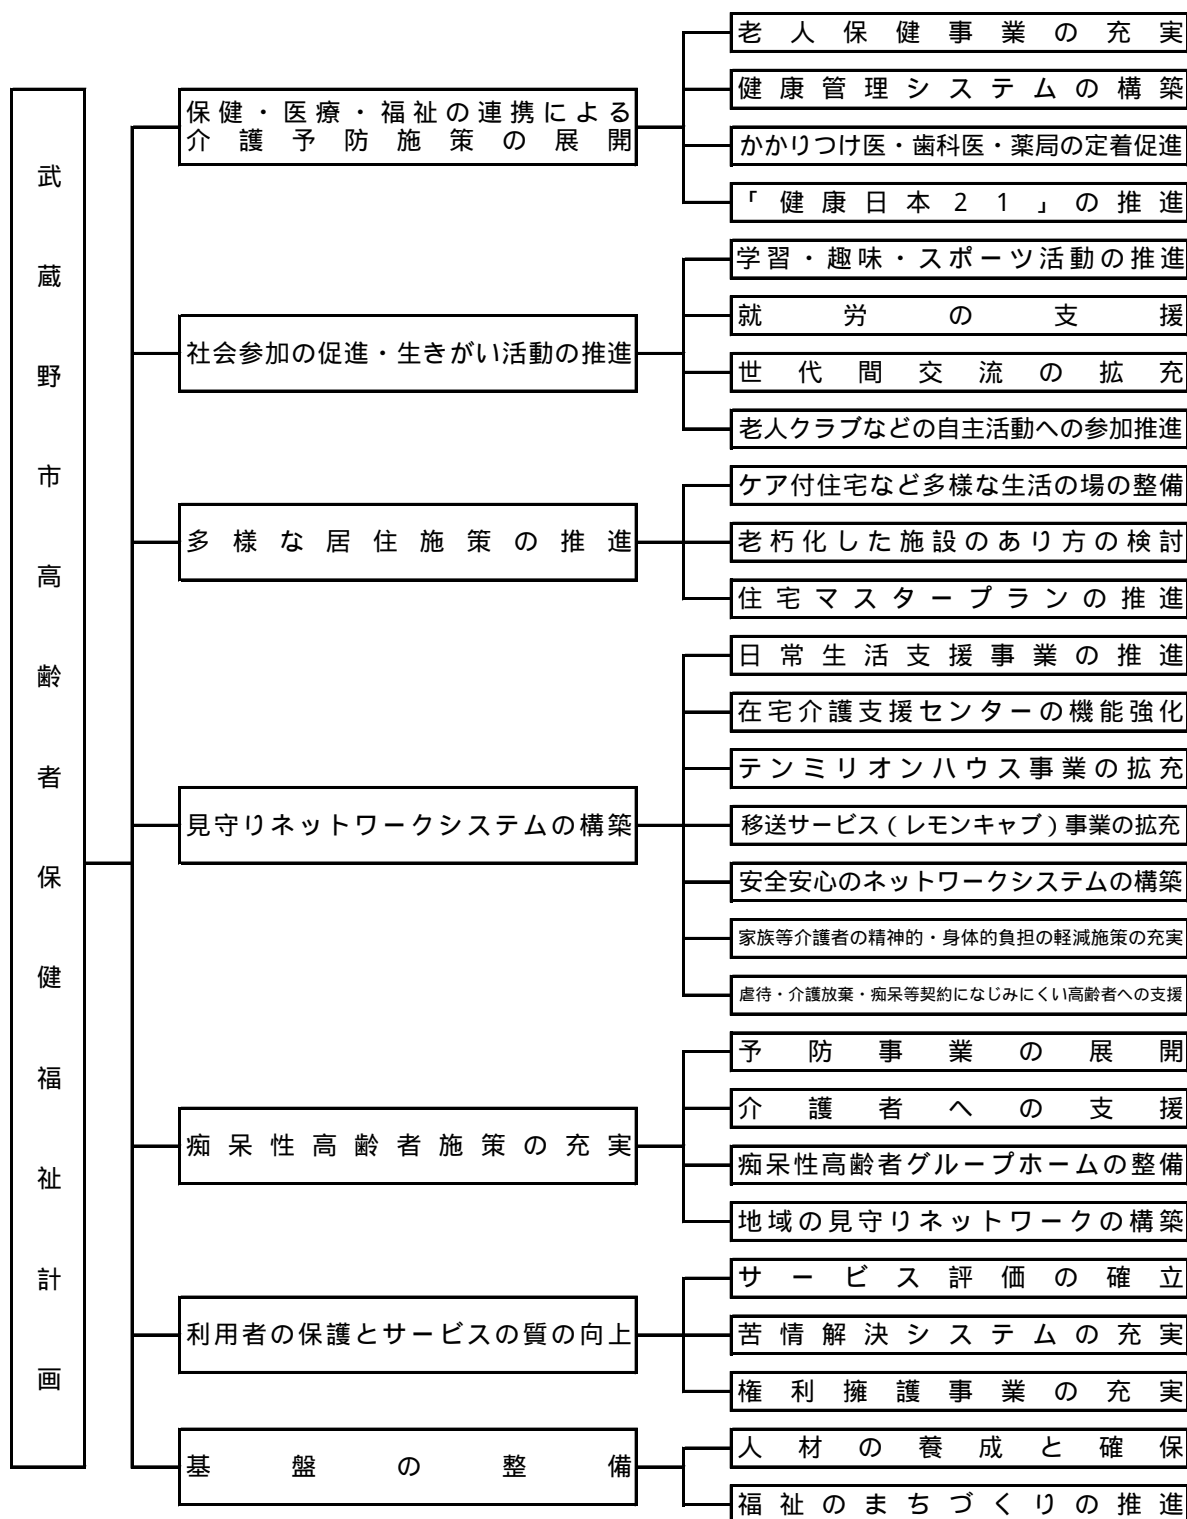 武蔵野市高齢者保健福祉計画
保健・医療・福祉の連携による
介護予防施策の展開
老人保健事業の充実
健康管理システムの構築
かかりつけ医・歯科医・薬局の定着促進
「健康日本21」の推進
社会参加の促進・生きがい活動の推進
学習・趣味・スポーツ活動の推進
就労の支援
世代間交流の拡充
老人クラブなどの自主活動への参加推進
多様な居住施策の推進
ケア付住宅など多様な生活の場の整備
老朽化した施設のあり方の検討
住宅マスタープランの推進
見守りネットワークシステムの構築
日常生活支援事業の推進
在宅介護支援センターの機能強化
テンミリオンハウス事業の拡充
移送サービス(レモンキャブ)事業の拡充
安全安心のネットワークシステムの構築
家族等介護者の精神的・身体的負担の軽減施策の充実
虐待・介護放棄・痴呆等契約になじみにくい高齢者への支援
痴呆性高齢者施策の充実
予防事業の展開
介護者への支援
痴呆性高齢者グループホームの整備
地域の見守りネットワークの構築
利用者の保護とサービスの質の向上
サービス評価の確立
苦情解決システムの充実
権利擁護事業の充実
基盤の整備
人材の養成と確保
福祉のまちづくりの推進